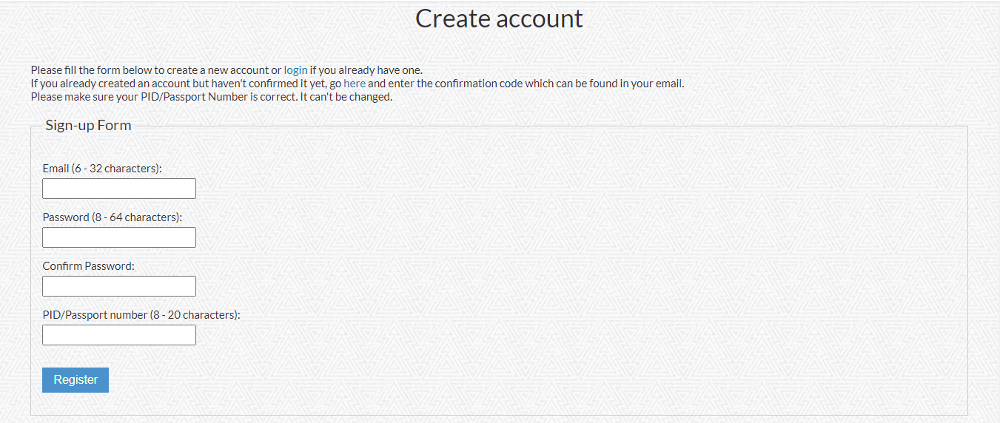 Create account
Please fill the form below to create a new account or login if you already have one.
If you already created an account but haven't confirmed it yet, go here and enter the confirmation code which can be found in your email.
Please make sure your PID/Passport Number is correct. It can't be changed.
Sign-up Form
Email (6 - 32 characters):
Password (8 - 64 characters):
Confirm Password:
PID/Passport number (8 - 20 characters):
Register